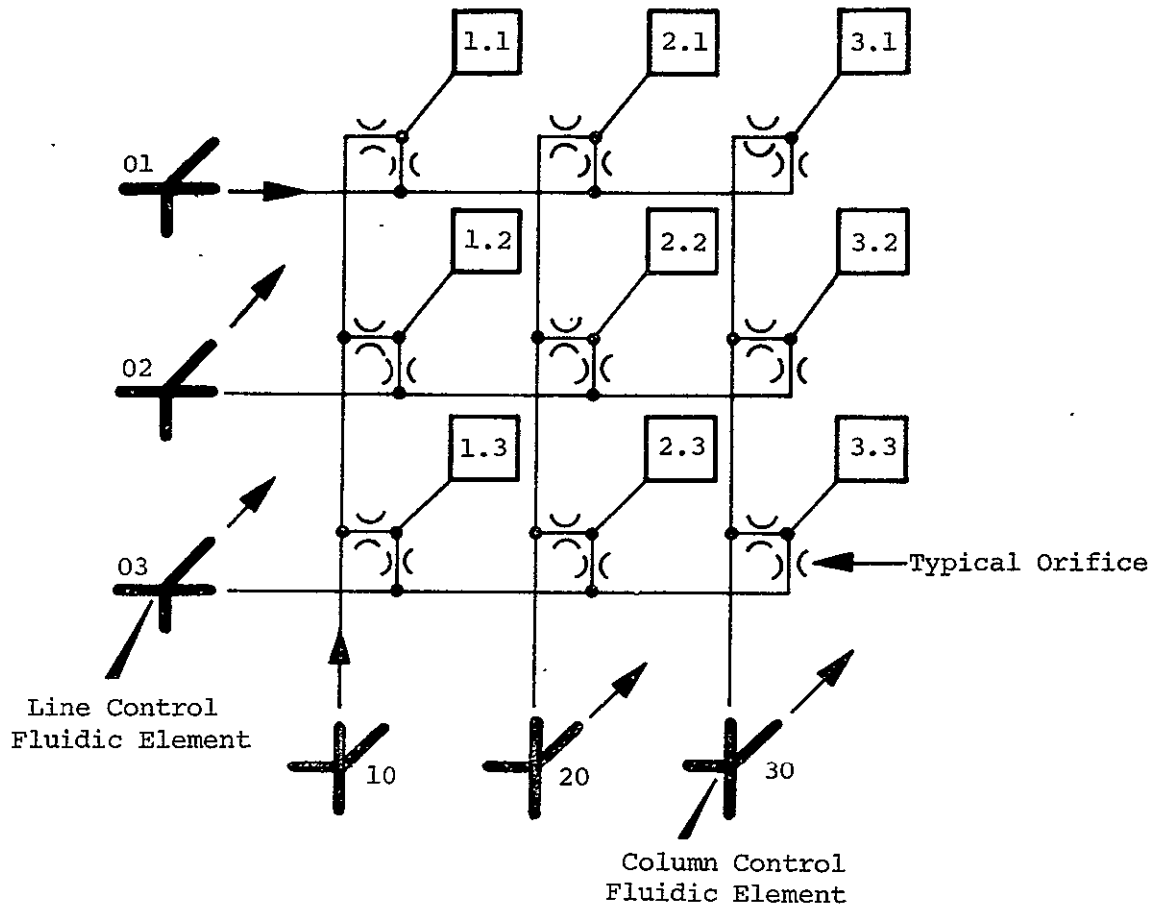 1.1 2.1 3.1
01
1.2 2.2 3.2
02
1.3 2.3 3.3
03
Typical Orifice
Line Control
Fluidic Element
10 20 30
Column Control
Fluidic Element